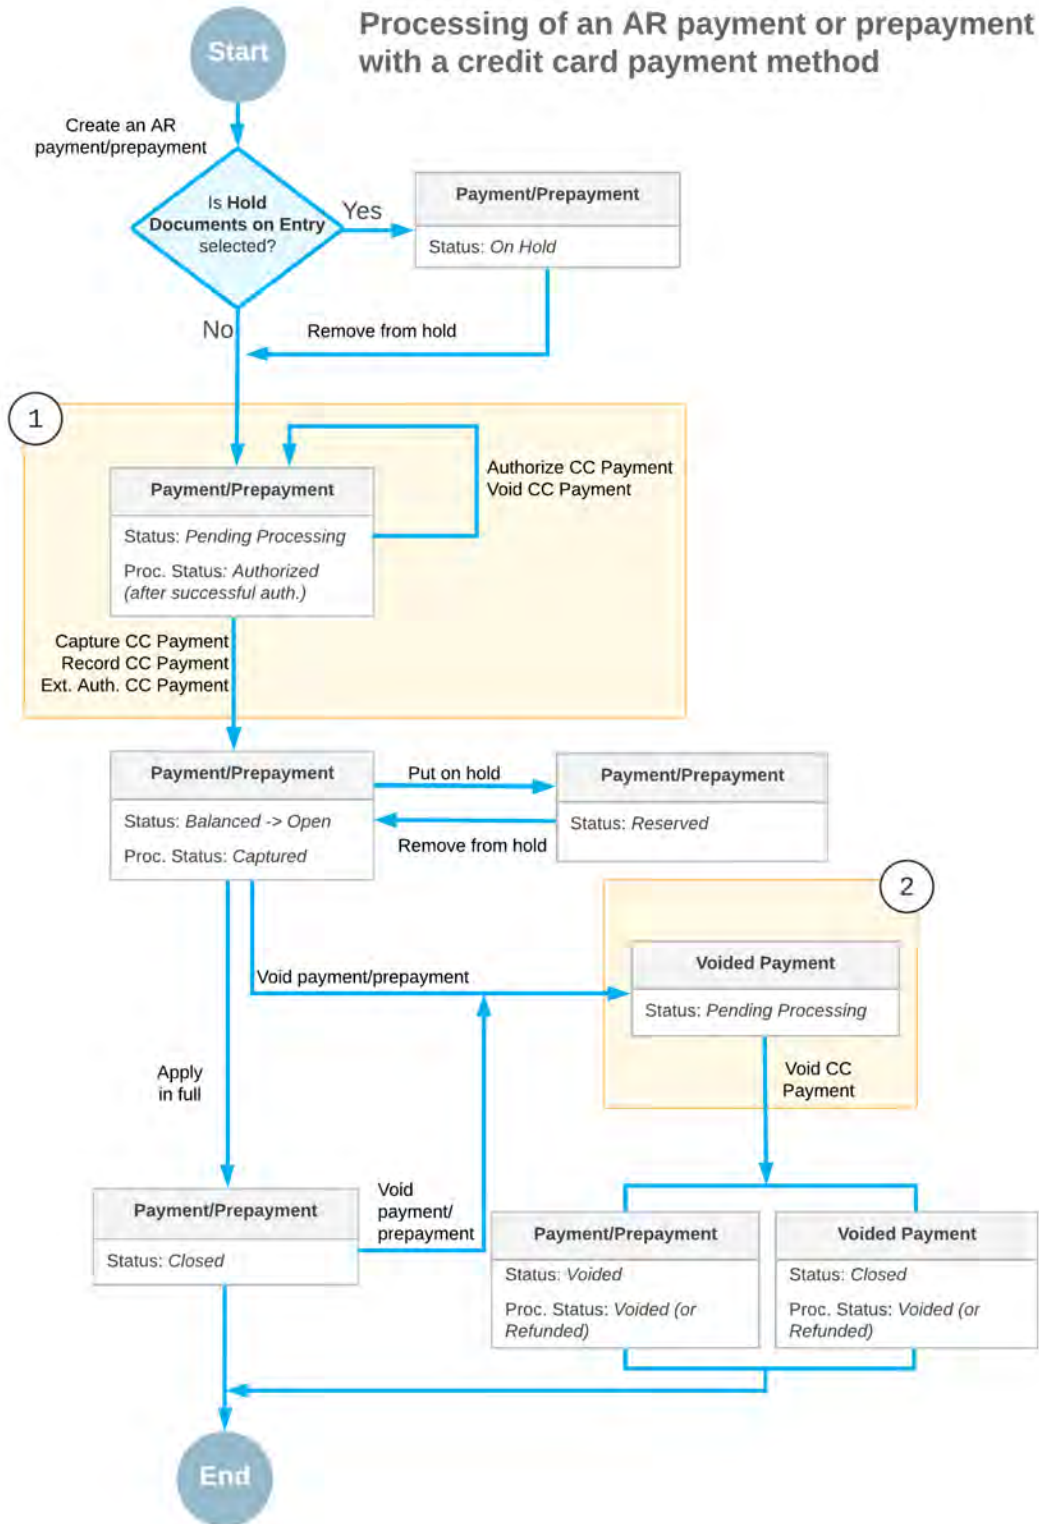 Processing of an AR payment or prepayment
with a credit card payment method
Start
Create an AR
payment/prepayment
Is Hold
Documents on Entry
selected?
Yes
Payment/Prepayment
Status: On Hold
No
Remove from hold
1
Authorize CC Payment
Void CC Payment
Payment/Prepayment
Status: Pending Processing
Proc. Status: Authorized
(after successful auth.)
Capture CC Payment
Record CC Payment
Ext. Auth. CC Payment
Payment/Prepayment
Status: Balanced -> Open
Proc. Status: Captured
Put on hold
Remove from hold
Payment/Prepayment
Status: Reserved
2
Void payment/prepayment
Voided Payment
Status: Pending Processing
Void CC
Payment
Apply
in full
Payment/Prepayment
Status: Closed
Void
payment/
prepayment
Payment/Prepayment
Status: Voided
Proc. Status: Voided (or
Refunded)
Voided Payment
Status: Closed
Proc. Status: Voided (or
Refunded)
End